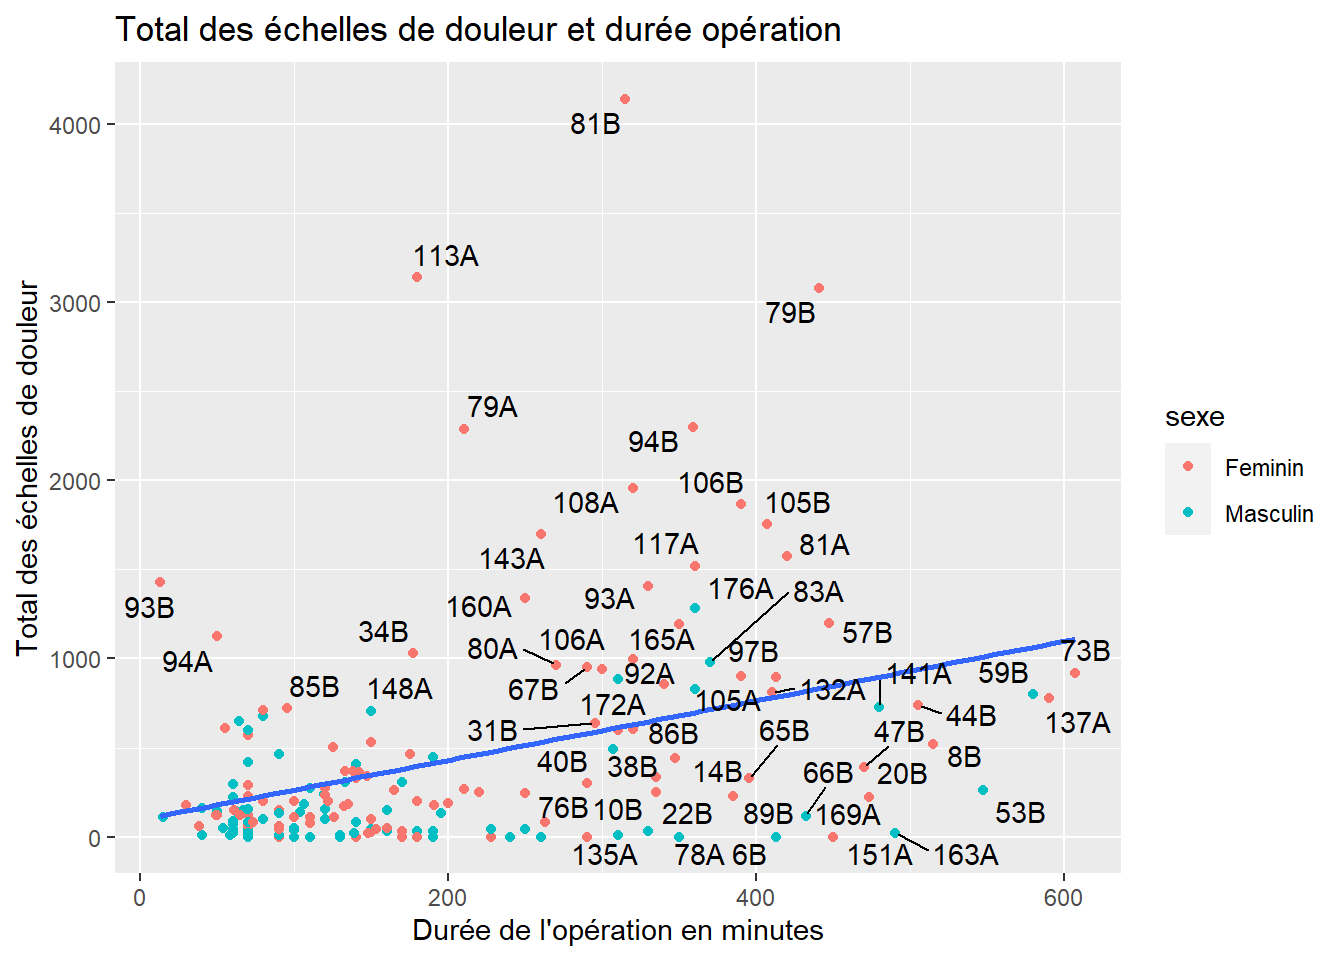 Total des échelles de douleur et durée opération
Total des échelles de douleur
4000
3000
2000
1000
0
81B
113A
79B
79A
94B
106B
108A
105B
117A
81A
143A
176A
83A
93B
160A
93A
34B
106A
165A
57B
80A
97B
73B
94A
92A
141A
59B
85B
148A
67B
105A
132A
172A
44B
137A
31B
86B
65B
47B
8B
40B
38B
14B
66B
20B
76B
10B
22B
89B
169A
53B
135A
78A
6B
151A
163A
0
200
400
600
Durée de l'opération en minutes
sexe
Feminin
Masculin